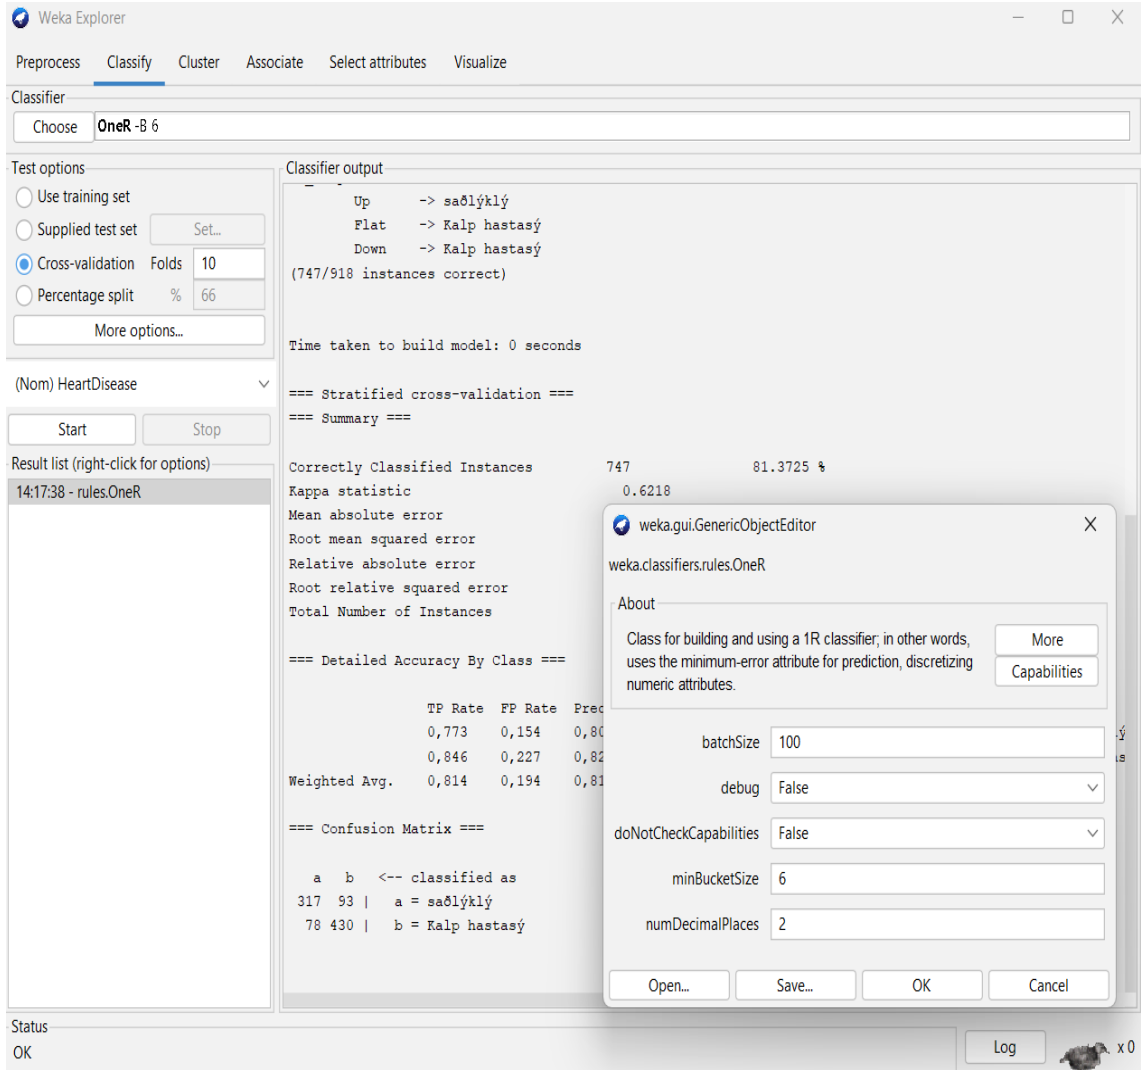 Weka Explorer
Preprocess Classify Cluster Associate Select attributes Visualize
Classifier
Choose OneR -B 6
Test options
Use training set
Supplied test set Set...
Cross-validation Folds 10
Percentage split % 66
More options...
(Nom) HeartDisease
Start Stop
Result list (right-click for options)
14:17:38 - rules.OneR
Classifier output
Up -> saðlýklý
Flat -> Kalp hastasý
Down -> Kalp hastasý
(747/918 instances correct)
Time taken to build model: 0 seconds
=== Stratified cross-validation ===
=== Summary ===
Correctly Classified Instances 747 81.3725 %
Kappa statistic 0.6218
Mean absolute error
Root mean squared error
Relative absolute error
Root relative squared error
Total Number of Instances
=== Detailed Accuracy By Class ===
TP Rate FP Rate Prec
0,773 0,154 0,80
0,846 0,227 0,82
Weighted Avg. 0,814 0,194 0,81
=== Confusion Matrix ===
a b <-- classified as
317 93 | a = saðlýklý
78 430 | b = Kalp hastasý
weka.gui.GenericObjectEditor
weka.classifiers.rules.OneR
About
Class for building and using a 1R classifier; in other words,
uses the minimum-error attribute for prediction, discretizing
numeric attributes.
More
Capabilities
batchSize 100
debug False
doNotCheckCapabilities False
minBucketSize 6
numDecimalPlaces 2
Open... Save... OK Cancel
Status
OK
Log x 0